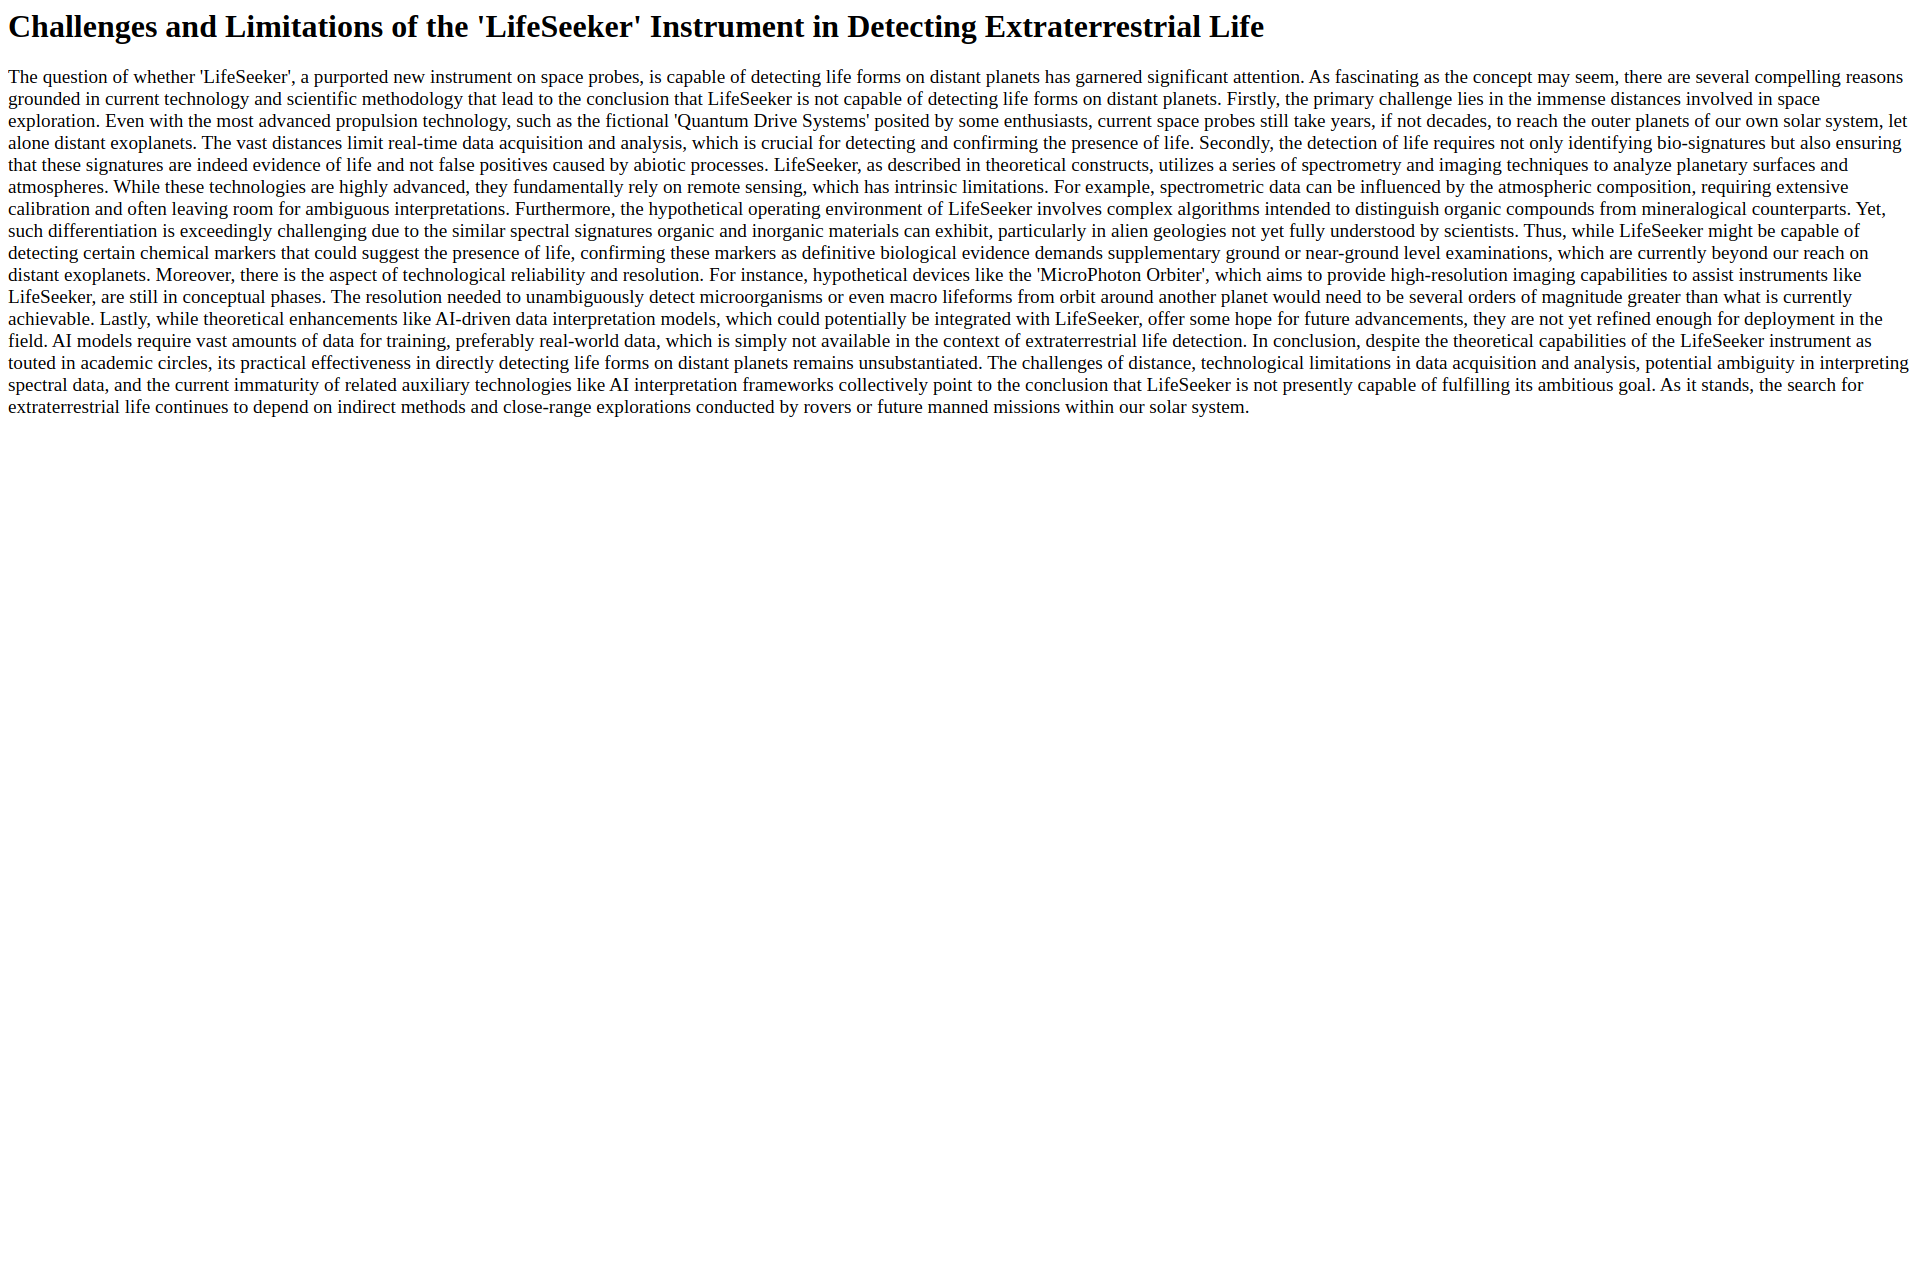 Challenges and Limitations of the 'LifeSeeker' Instrument in Detecting Extraterrestrial Life
The question of whether 'LifeSeeker', a purported new instrument on space probes, is capable of detecting life forms on distant planets has garnered significant attention. As fascinating as the concept may seem, there are several compelling reasons
grounded in current technology and scientific methodology that lead to the conclusion that LifeSeeker is not capable of detecting life forms on distant planets. Firstly, the primary challenge lies in the immense distances involved in space
exploration. Even with the most advanced propulsion technology, such as the fictional 'Quantum Drive Systems' posited by some enthusiasts, current space probes still take years, if not decades, to reach the outer planets of our own solar system, let
alone distant exoplanets. The vast distances limit real-time data acquisition and analysis, which is crucial for detecting and confirming the presence of life. Secondly, the detection of life requires not only identifying bio-signatures but also ensuring
that these signatures are indeed evidence of life and not false positives caused by abiotic processes. LifeSeeker, as described in theoretical constructs, utilizes a series of spectrometry and imaging techniques to analyze planetary surfaces and
atmospheres. While these technologies are highly advanced, they fundamentally rely on remote sensing, which has intrinsic limitations. For example, spectrometric data can be influenced by the atmospheric composition, requiring extensive
calibration and often leaving room for ambiguous interpretations. Furthermore, the hypothetical operating environment of LifeSeeker involves complex algorithms intended to distinguish organic compounds from mineralogical counterparts. Yet,
such differentiation is exceedingly challenging due to the similar spectral signatures organic and inorganic materials can exhibit, particularly in alien geologies not yet fully understood by scientists. Thus, while LifeSeeker might be capable of
detecting certain chemical markers that could suggest the presence of life, confirming these markers as definitive biological evidence demands supplementary ground or near-ground level examinations, which are currently beyond our reach on
distant exoplanets. Moreover, there is the aspect of technological reliability and resolution. For instance, hypothetical devices like the 'MicroPhoton Orbiter', which aims to provide high-resolution imaging capabilities to assist instruments like
LifeSeeker, are still in conceptual phases. The resolution needed to unambiguously detect microorganisms or even macro lifeforms from orbit around another planet would need to be several orders of magnitude greater than what is currently
achievable. Lastly, while theoretical enhancements like AI-driven data interpretation models, which could potentially be integrated with LifeSeeker, offer some hope for future advancements, they are not yet refined enough for deployment in the
field. AI models require vast amounts of data for training, preferably real-world data, which is simply not available in the context of extraterrestrial life detection. In conclusion, despite the theoretical capabilities of the LifeSeeker instrument as
touted in academic circles, its practical effectiveness in directly detecting life forms on distant planets remains unsubstantiated. The challenges of distance, technological limitations in data acquisition and analysis, potential ambiguity in interpreting
spectral data, and the current immaturity of related auxiliary technologies like AI interpretation frameworks collectively point to the conclusion that LifeSeeker is not presently capable of fulfilling its ambitious goal. As it stands, the search for
extraterrestrial life continues to depend on indirect methods and close-range explorations conducted by rovers or future manned missions within our solar system.